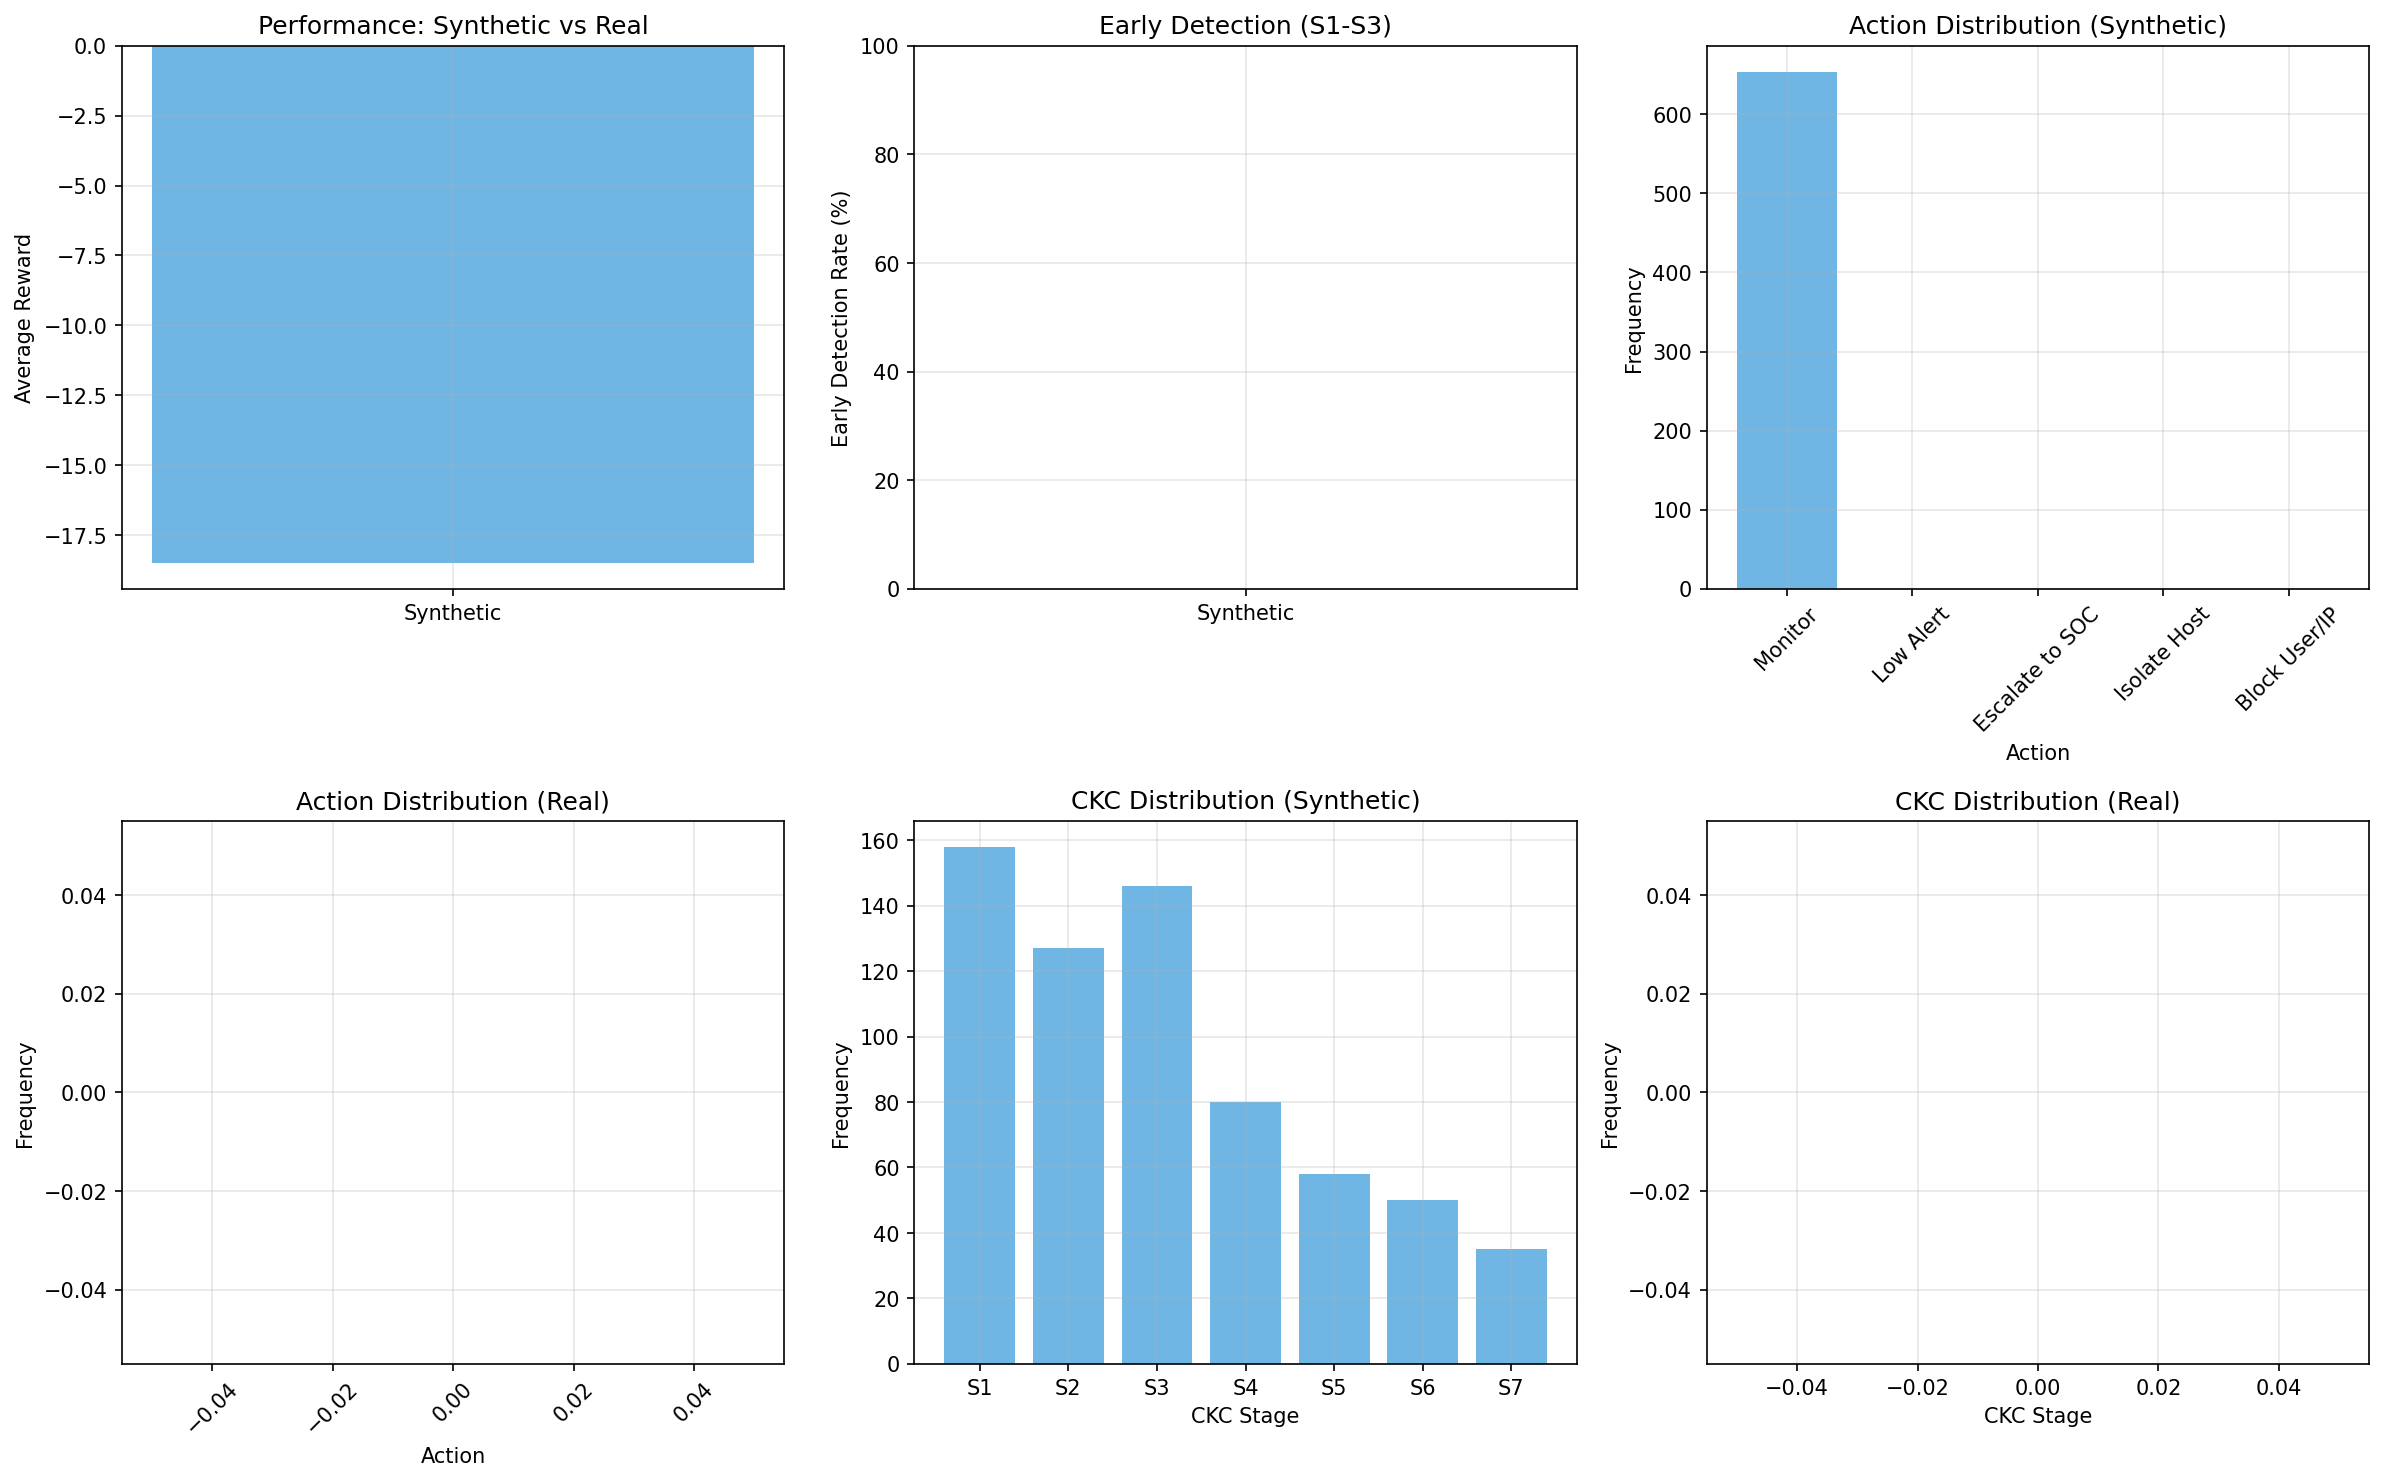 Performance: Synthetic vs Real
0.0
−2.5
−5.0
−7.5
−10.0
−12.5
−15.0
−17.5
Average Reward
Synthetic
Early Detection (S1-S3)
100
80
60
40
20
0
Early Detection Rate (%)
Synthetic
Action Distribution (Synthetic)
600
500
400
300
200
100
0
Frequency
Monitor
Low Alert
Escalate to SOC
Isolate Host
Block User/IP
Action
Action Distribution (Real)
0.04
0.02
0.00
−0.02
−0.04
Frequency
−0.04
−0.02
0.00
0.02
0.04
Action
CKC Distribution (Synthetic)
160
140
120
100
80
60
40
20
0
Frequency
S1 S2 S3 S4 S5 S6 S7
CKC Stage
CKC Distribution (Real)
0.04
0.02
0.00
−0.02
−0.04
Frequency
−0.04 −0.02 0.00 0.02 0.04
CKC Stage